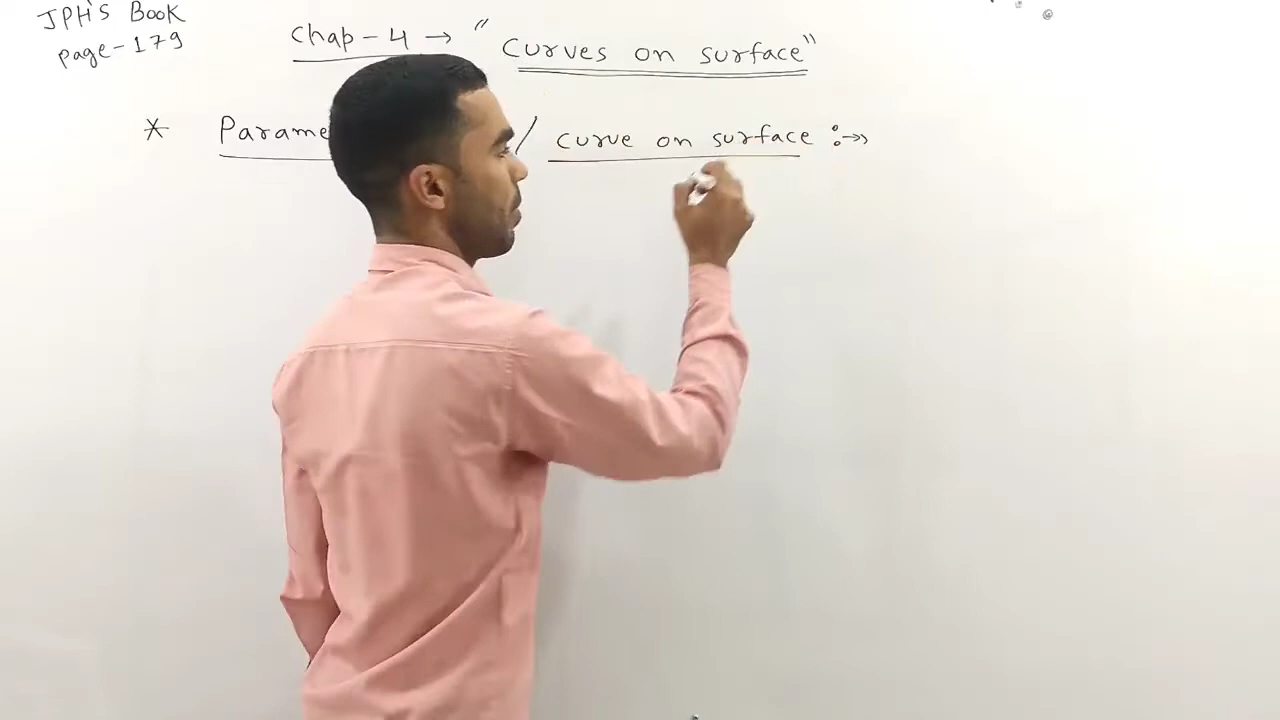 JPH'S Book
page-179
Chap-4 → "Curves on surface"
* Parame / curve on surface :→